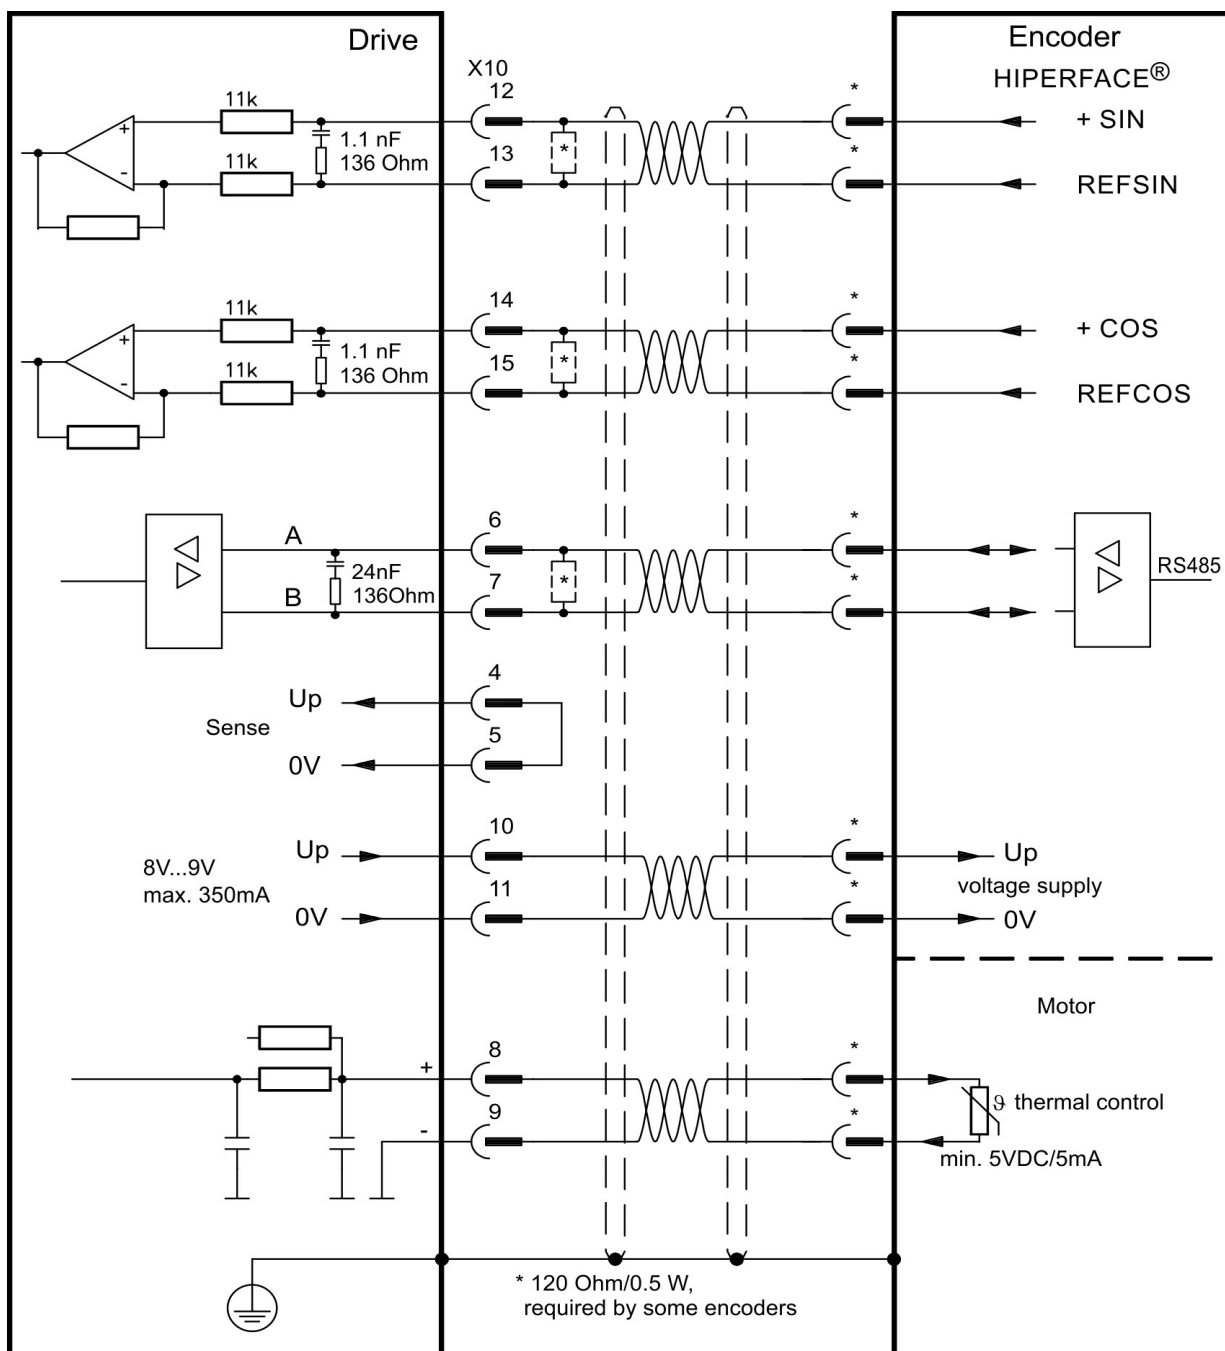 Drive
X10
Encoder
HIPERFACE®
11k
12
*
+ SIN
+
1.1 nF
136 Ohm
*
11k
13
*
REFSIN
-
11k
14
*
+ COS
+
1.1 nF
136 Ohm
*
11k
15
*
REFCOS
-
A
6
*
24nF
136Ohm
*
RS485
B
7
*
Up
4
Sense
0V
5
Up
10
*
Up
8V...9V
max. 350mA
voltage supply
0V
11
*
0V
Motor
+
8
*
ϑ thermal control
-
9
*
min. 5VDC/5mA
* 120 Ohm/0.5 W,
required by some encoders